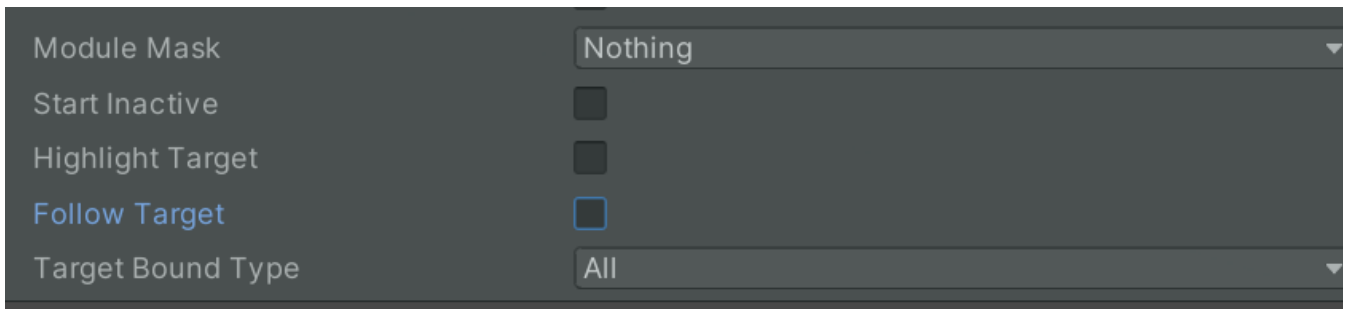 Module Mask Nothing
Start Inactive
Highlight Target
Follow Target
Target Bound Type All